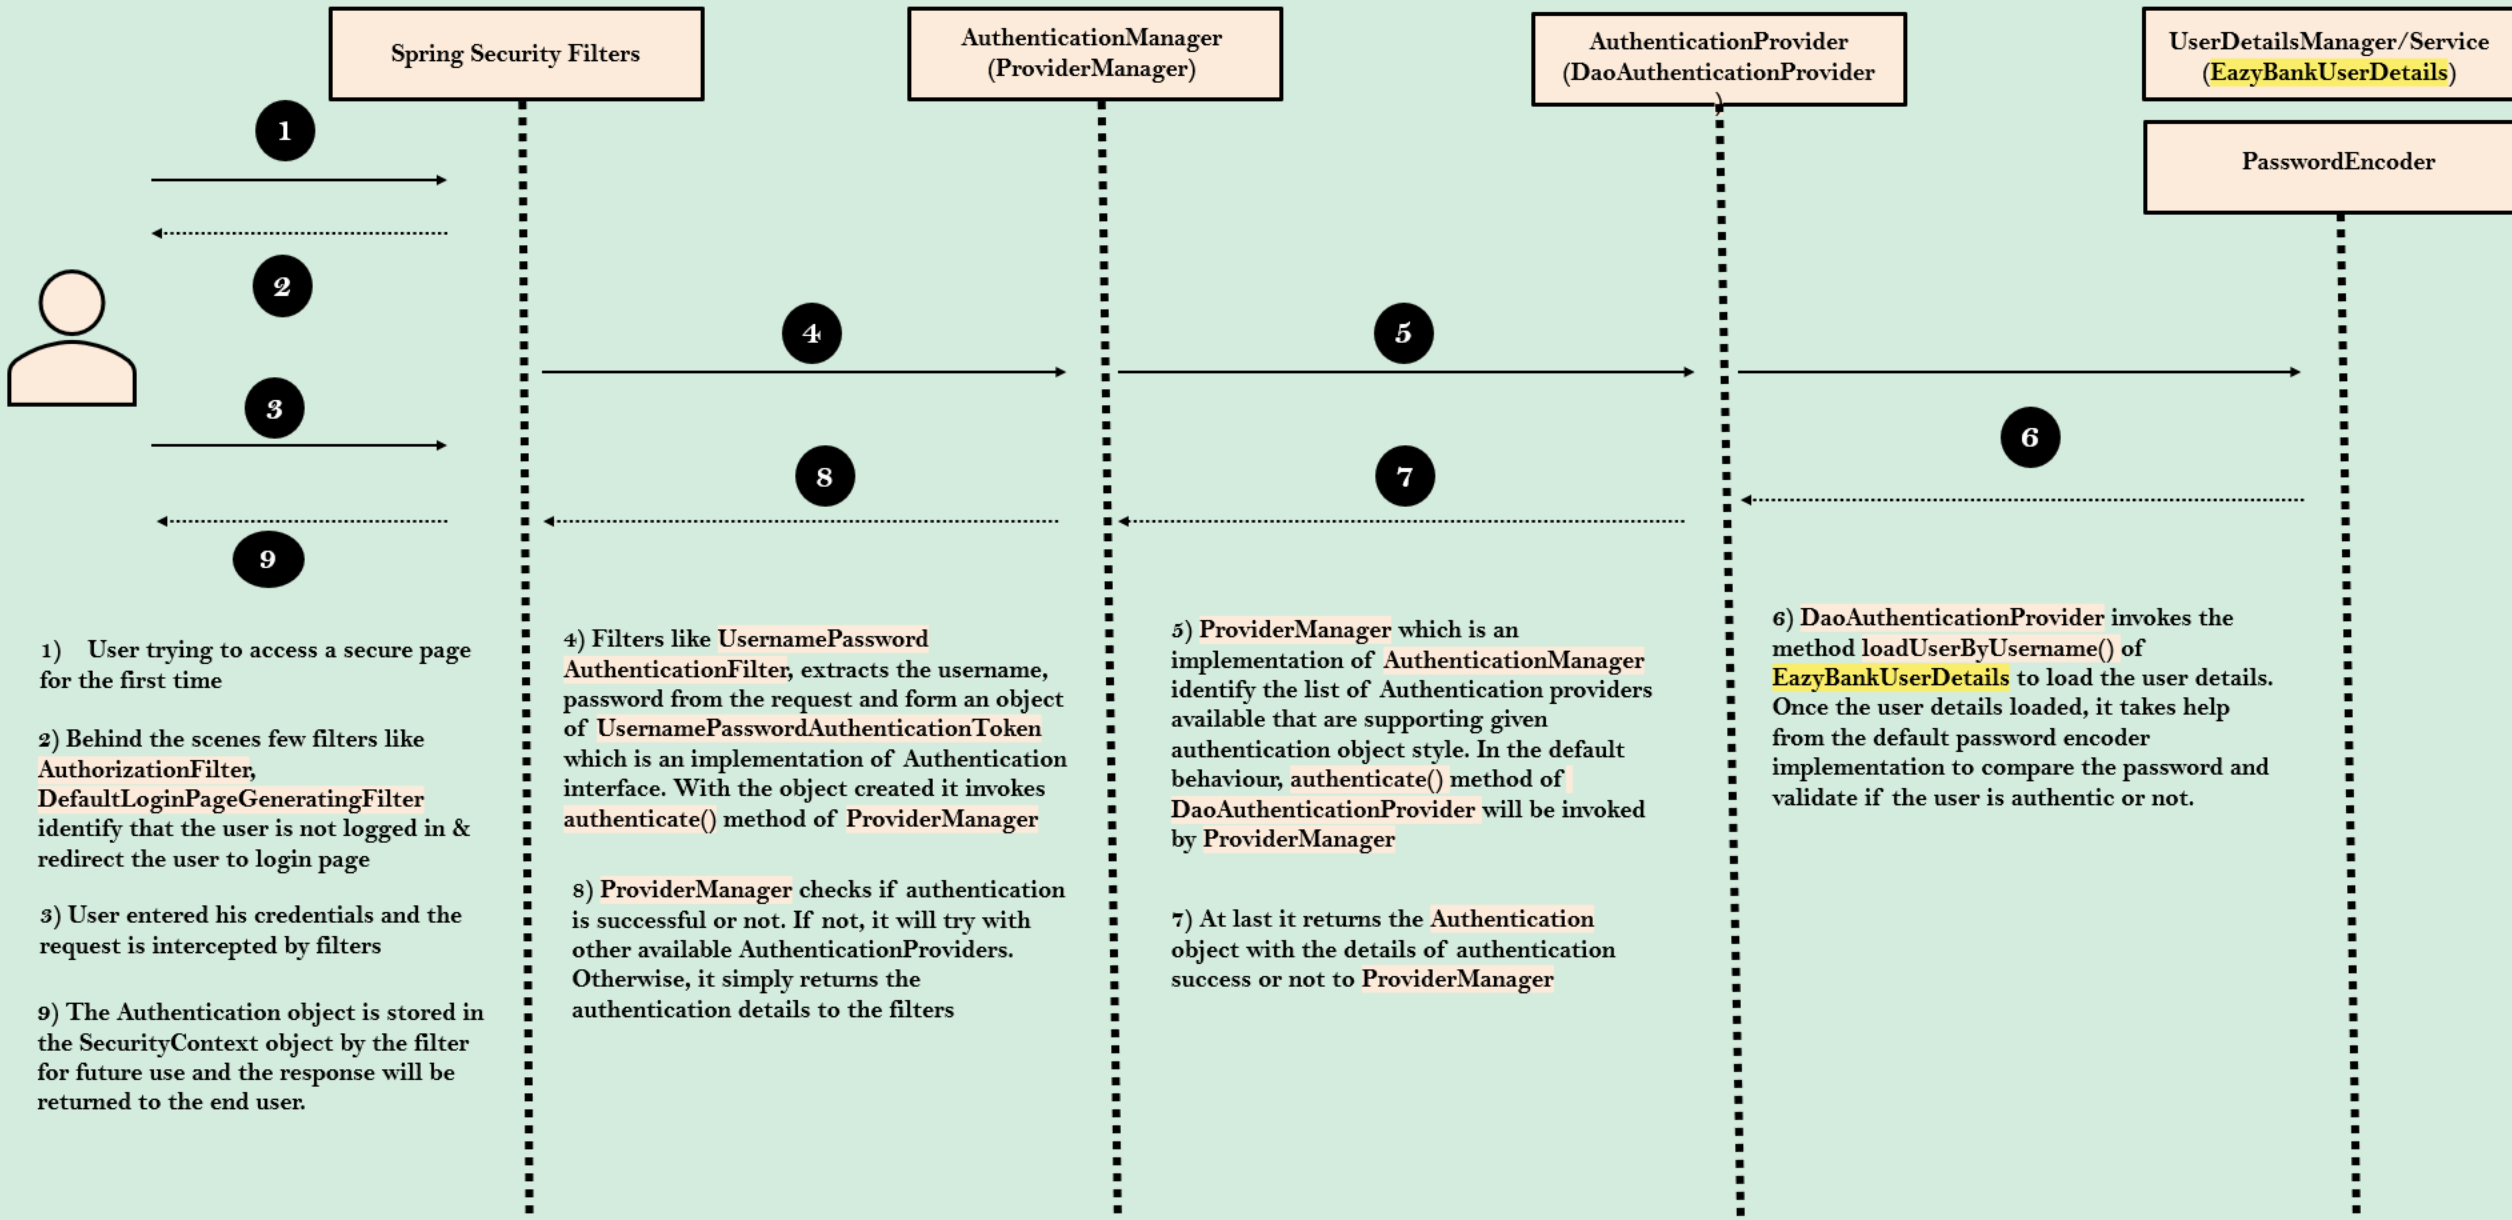 Spring Security Filters
AuthenticationManager
(ProviderManager)
AuthenticationProvider
(DaoAuthenticationProvider
)
UserDetailsManager/Service
(EazyBankUserDetails)
PasswordEncoder
1
2
3
4
5
6
7
8
9
1) User trying to access a secure page
for the first time
2) Behind the scenes few filters like
AuthorizationFilter,
DefaultLoginPageGeneratingFilter
identify that the user is not logged in &
redirect the user to login page
3) User entered his credentials and the
request is intercepted by filters
9) The Authentication object is stored in
the SecurityContext object by the filter
for future use and the response will be
returned to the end user.
4) Filters like UsernamePassword
AuthenticationFilter, extracts the username,
password from the request and form an object
of UsernamePasswordAuthenticationToken
which is an implementation of Authentication
interface. With the object created it invokes
authenticate() method of ProviderManager
8) ProviderManager checks if authentication
is successful or not. If not, it will try with
other available AuthenticationProviders.
Otherwise, it simply returns the
authentication details to the filters
5) ProviderManager which is an
implementation of AuthenticationManager
identify the list of Authentication providers
available that are supporting given
authentication object style. In the default
behaviour, authenticate() method of
DaoAuthenticationProvider will be invoked
by ProviderManager
7) At last it returns the Authentication
object with the details of authentication
success or not to ProviderManager
6) DaoAuthenticationProvider invokes the
method loadUserByUsername() of
EazyBankUserDetails to load the user details.
Once the user details loaded, it takes help
from the default password encoder
implementation to compare the password and
validate if the user is authentic or not.